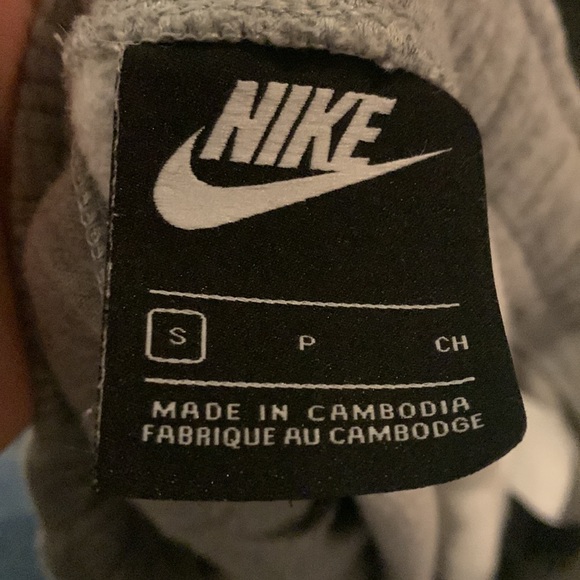 NIKE
S P CH
MADE IN CAMBODIA
FABRIQUE AU CAMBODGE